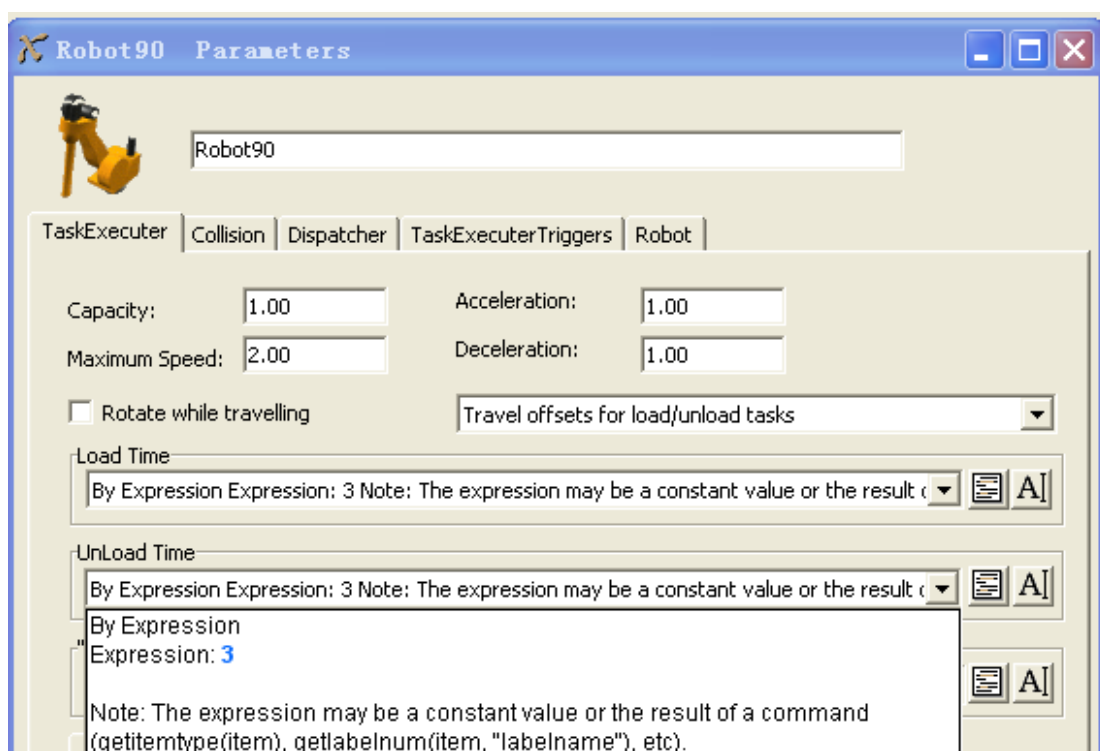 Robot90 Parameters
Robot90
TaskExecuter Collision Dispatcher TaskExecuterTriggers Robot
Capacity: 1.00 Acceleration: 1.00
Maximum Speed: 2.00 Deceleration: 1.00
Rotate while travelling Travel offsets for load/unload tasks
Load Time
By Expression Expression: 3 Note: The expression may be a constant value or the result
A
UnLoad Time
By Expression Expression: 3 Note: The expression may be a constant value or the result
A
By Expression
Expression: 3
A
Note: The expression may be a constant value or the result of a command
(getitemtype(item), getlabelnum(item, "labelname"), etc).